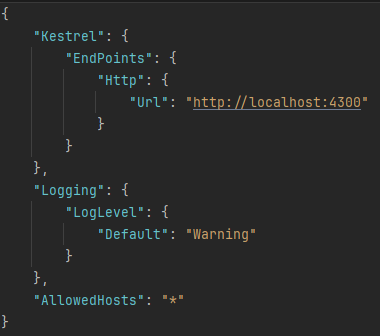 {
    "Kestrel": {
        "EndPoints": {
            "Http": {
                "Url": "http://localhost:4300"
            }
        }
    },
    "Logging": {
        "LogLevel": {
            "Default": "Warning"
        }
    },
    "AllowedHosts": "*"
}